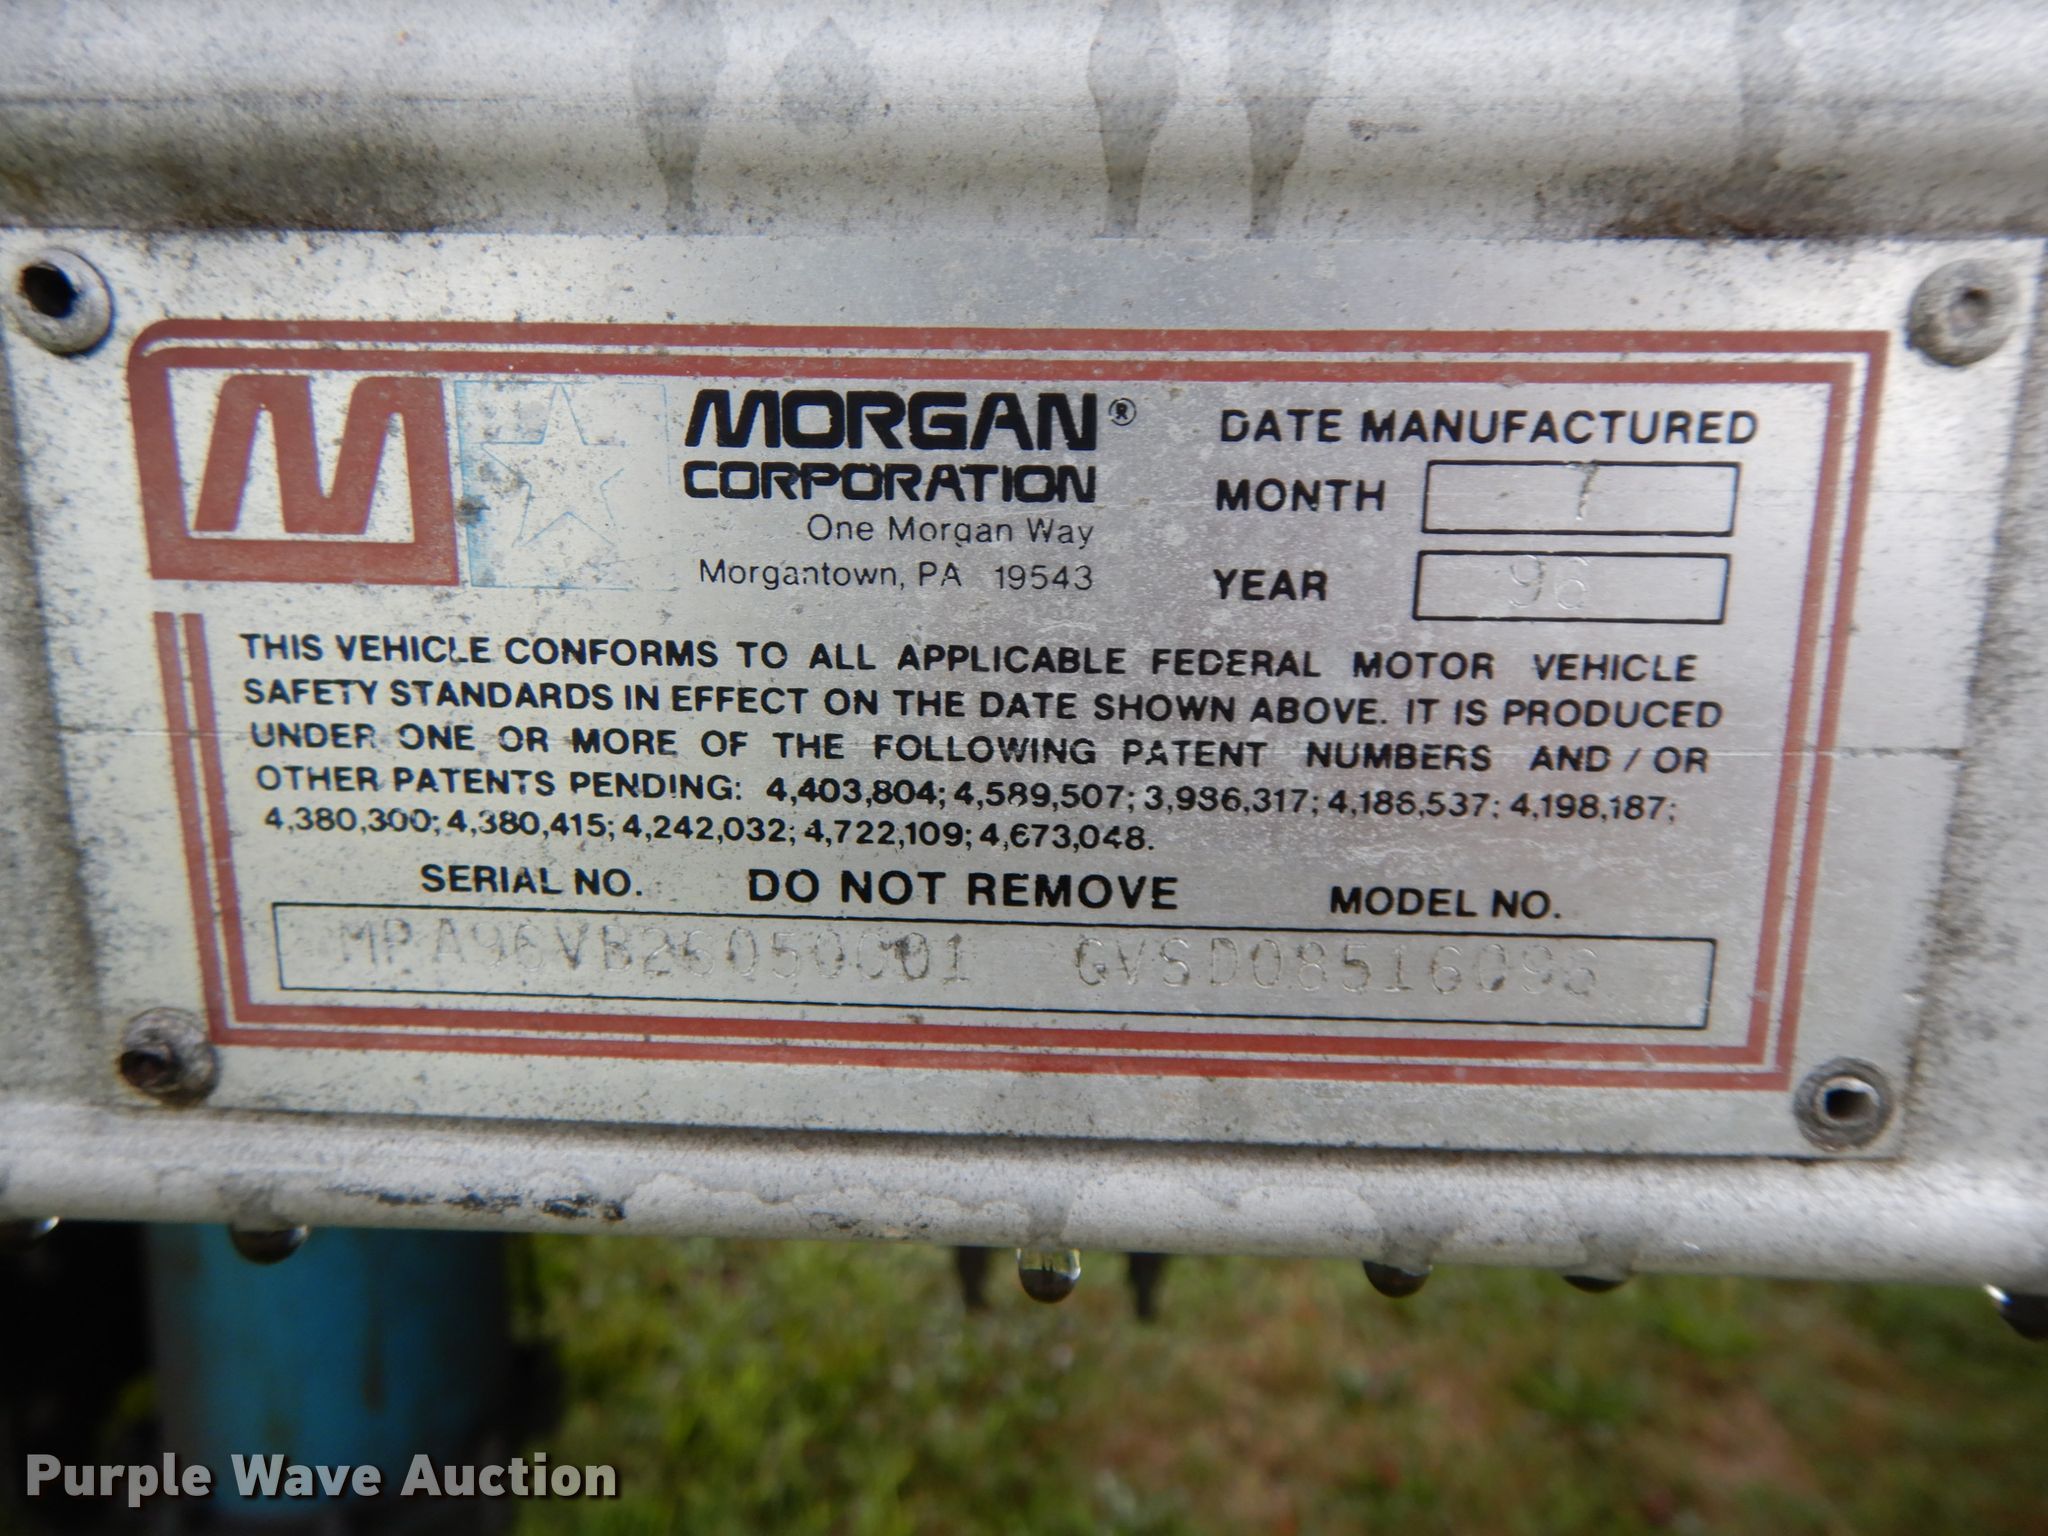 MORGAN®
CORPORATION
One Morgan Way
Morgantown, PA 19543
DATE MANUFACTURED
MONTH 7
YEAR 96
THIS VEHICLE CONFORMS TO ALL APPLICABLE FEDERAL MOTOR VEHICLE
SAFETY STANDARDS IN EFFECT ON THE DATE SHOWN ABOVE. IT IS PRODUCED
UNDER ONE OR MORE OF THE FOLLOWING PATENT NUMBERS AND / OR
OTHER PATENTS PENDING: 4,403,804; 4,589,507; 3,986,317; 4,186,537; 4,198,187;
4,380,300; 4,380,415; 4,242,032; 4,722,109; 4,673,048.
SERIAL NO. DO NOT REMOVE MODEL NO.
MPA96VB26050001 GVSD08516096
Purple Wave Auction